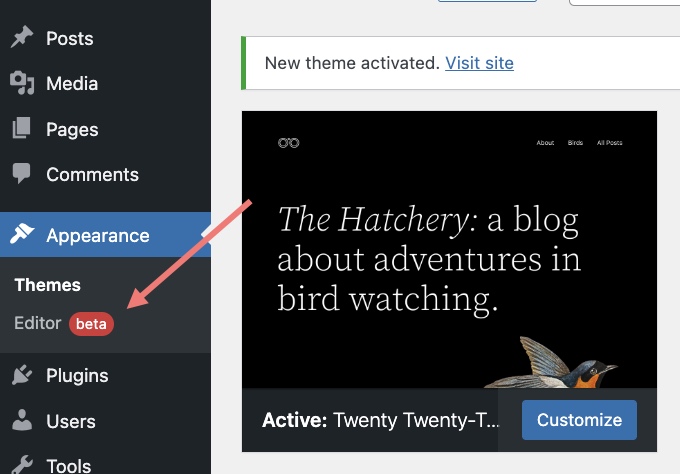 Posts
Media
Pages
Comments
Appearance
Themes
Editor beta
Plugins
Users
Tools
New theme activated. Visit site
About Birds All Posts
The Hatchery: a blog
about adventures in
bird watching.
Active: Twenty Twenty-T...
Customize